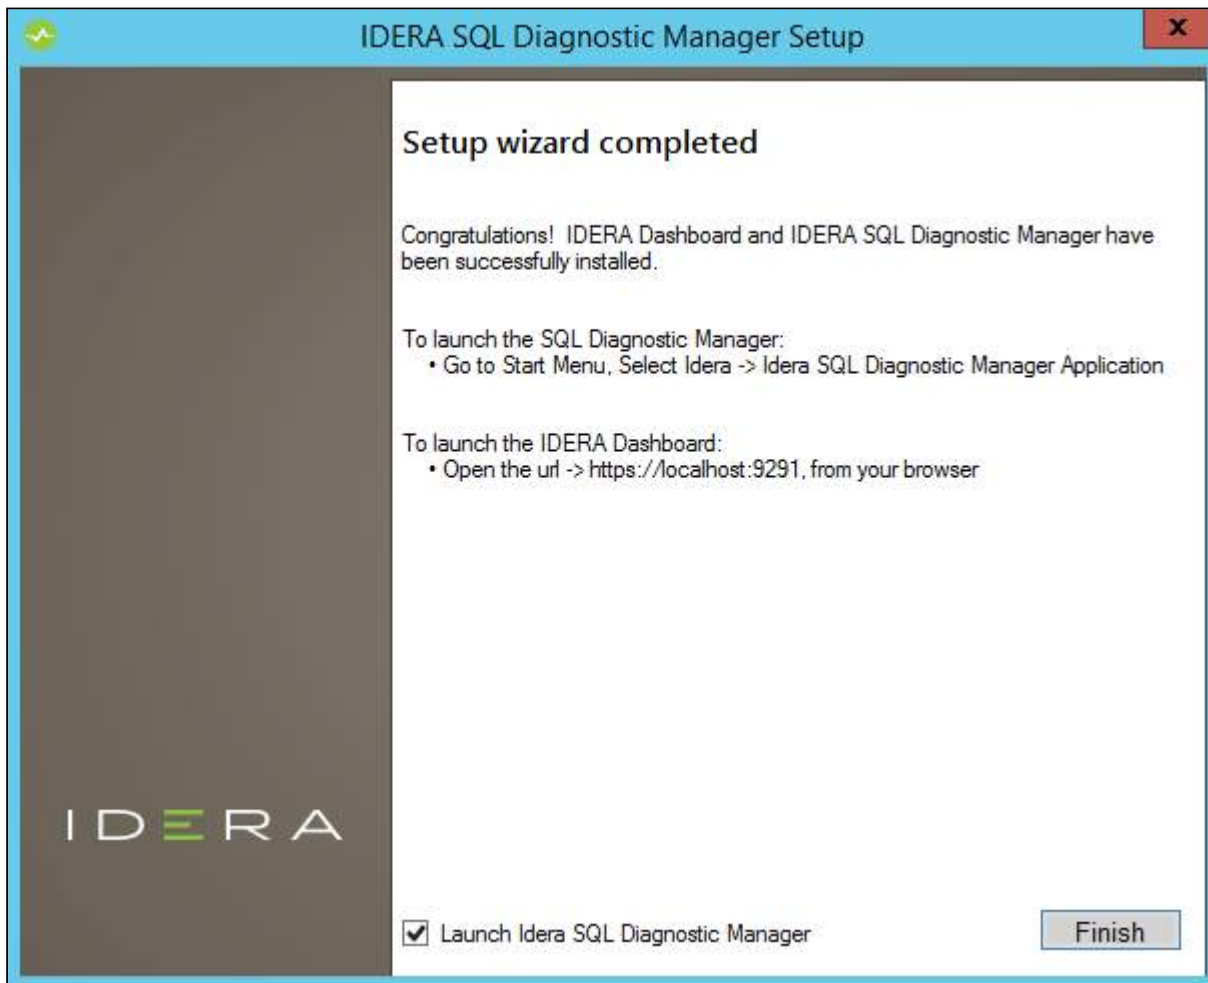 IDERA SQL Diagnostic Manager Setup
x
Setup wizard completed
Congratulations!  IDERA Dashboard and IDERA SQL Diagnostic Manager have
been successfully installed.
To launch the SQL Diagnostic Manager:
• Go to Start Menu, Select Idera -> Idera SQL Diagnostic Manager Application
To launch the IDERA Dashboard:
• Open the url -> https://localhost:9291, from your browser
IDERA
Launch Idera SQL Diagnostic Manager
Finish